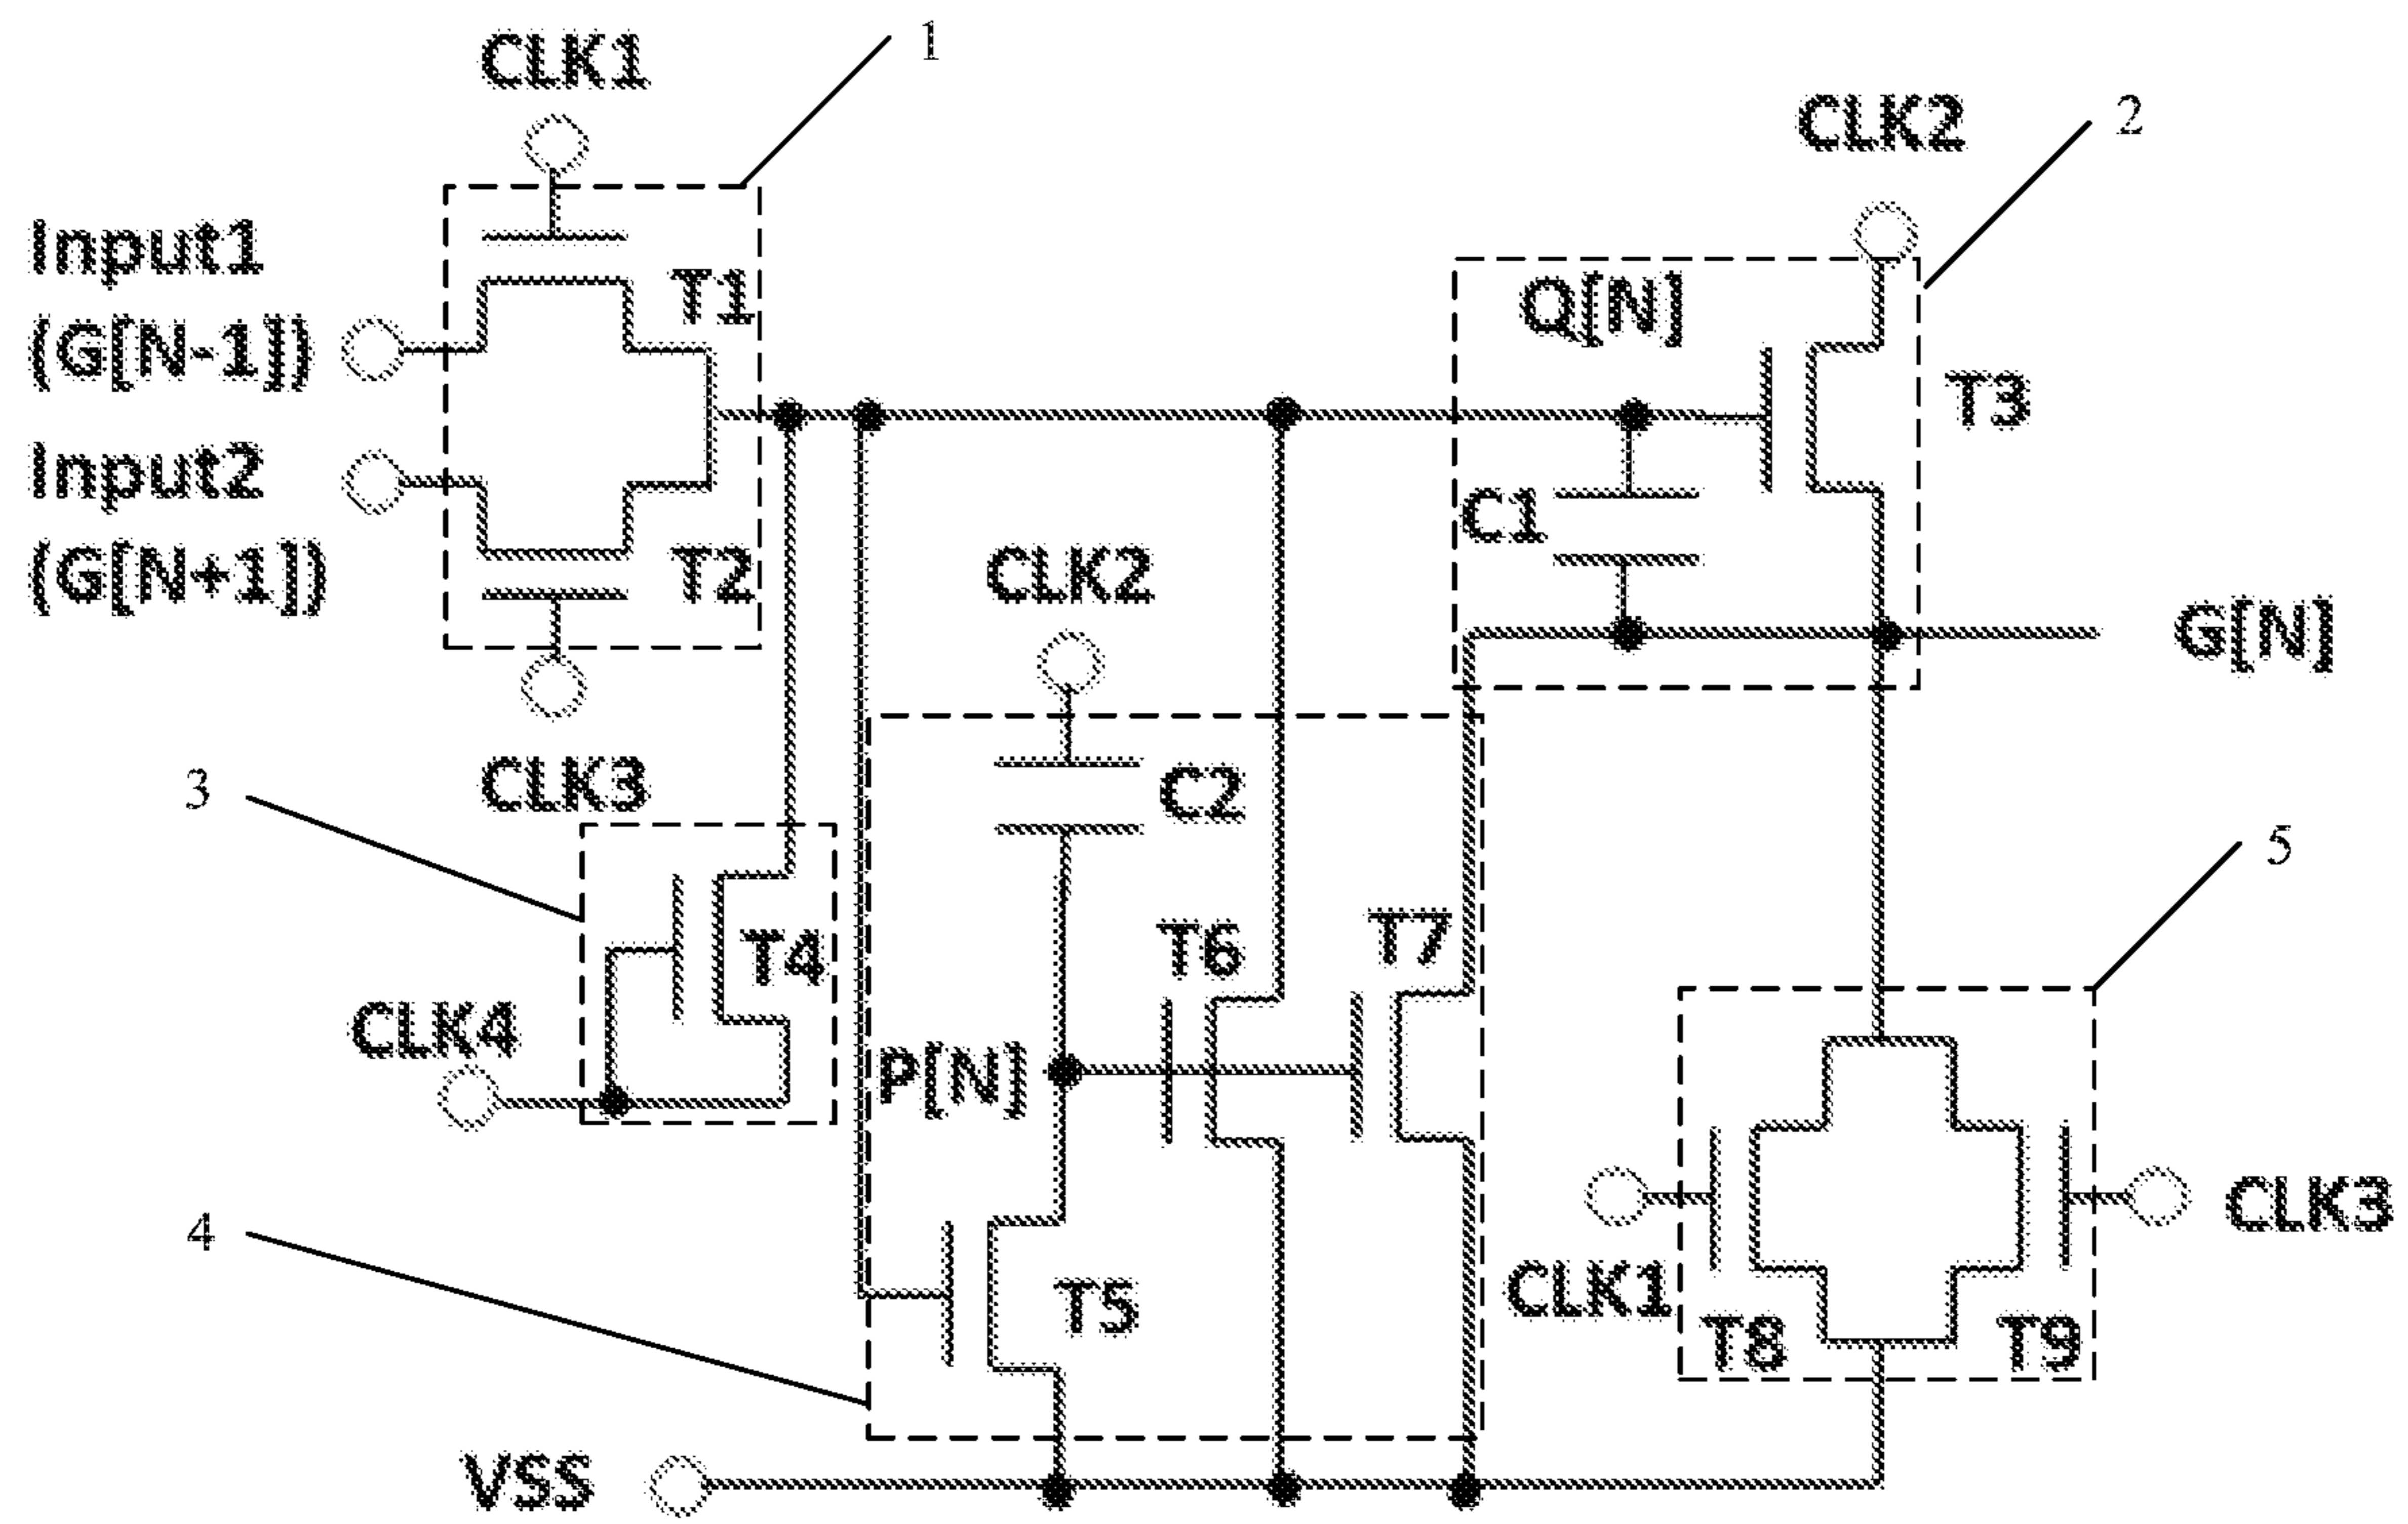 1
CLK1
CLK2
2
Input1
(G[N-1])
T1
Q[N]
T3
Input2
(G[N+1])
T2
C1
CLK2
G[N]
CLK3
3
C2
5
T4
T6
T7
CLK4
P[N]
CLK3
4
T5
CLK1
T8
T9
VSS